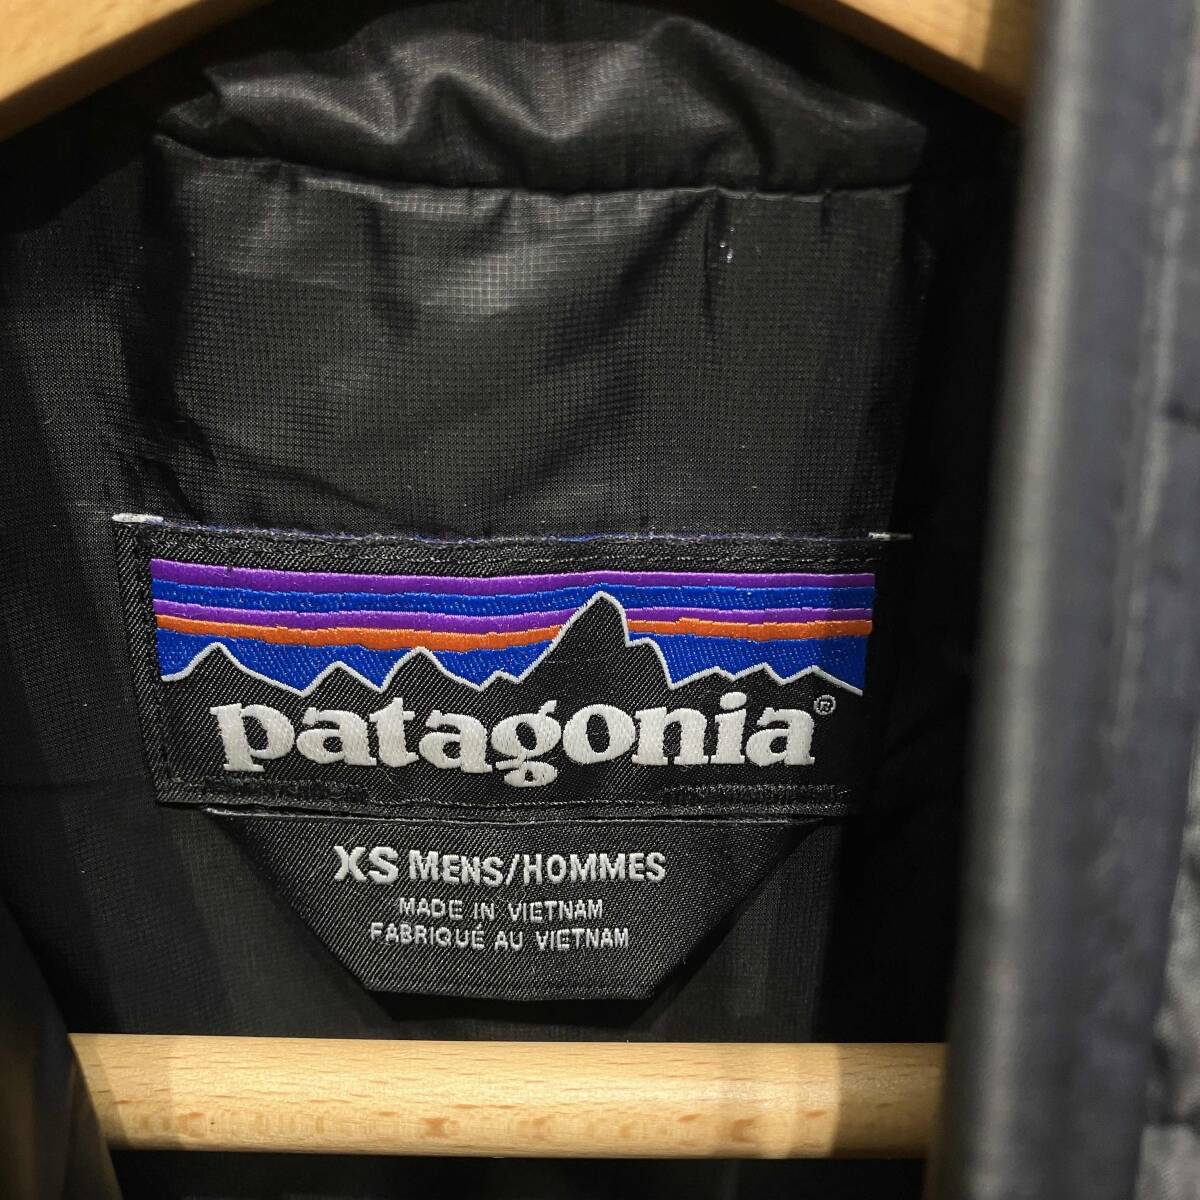 patagonia®
XS MENS/HOMMES
MADE IN VIETNAM
FABRIQUÉ AU VIETNAM